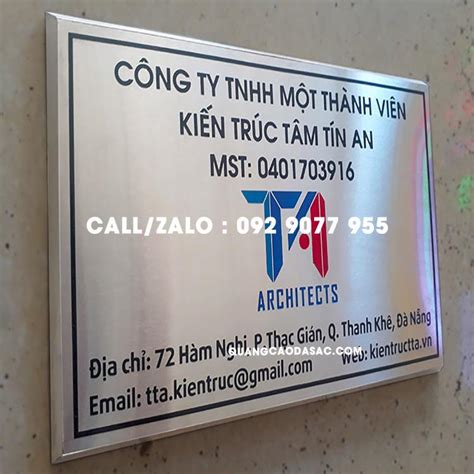 CÔNG TY TNHH MỘT THÀNH VIÊN
KIẾN TRÚC TÂM TÍN AN
MST: 0401703916
CALL/ZALO : 092 9077 955
TA
ARCHITECTS
Địa chỉ: 72 Hàm Nghi, P. Thạc Gián, Q. Thanh Khê, Đà Nẵng
QUANGCAODASAC.COM
Email: tta.kientruc@gmail.com Web: kientructta.vn